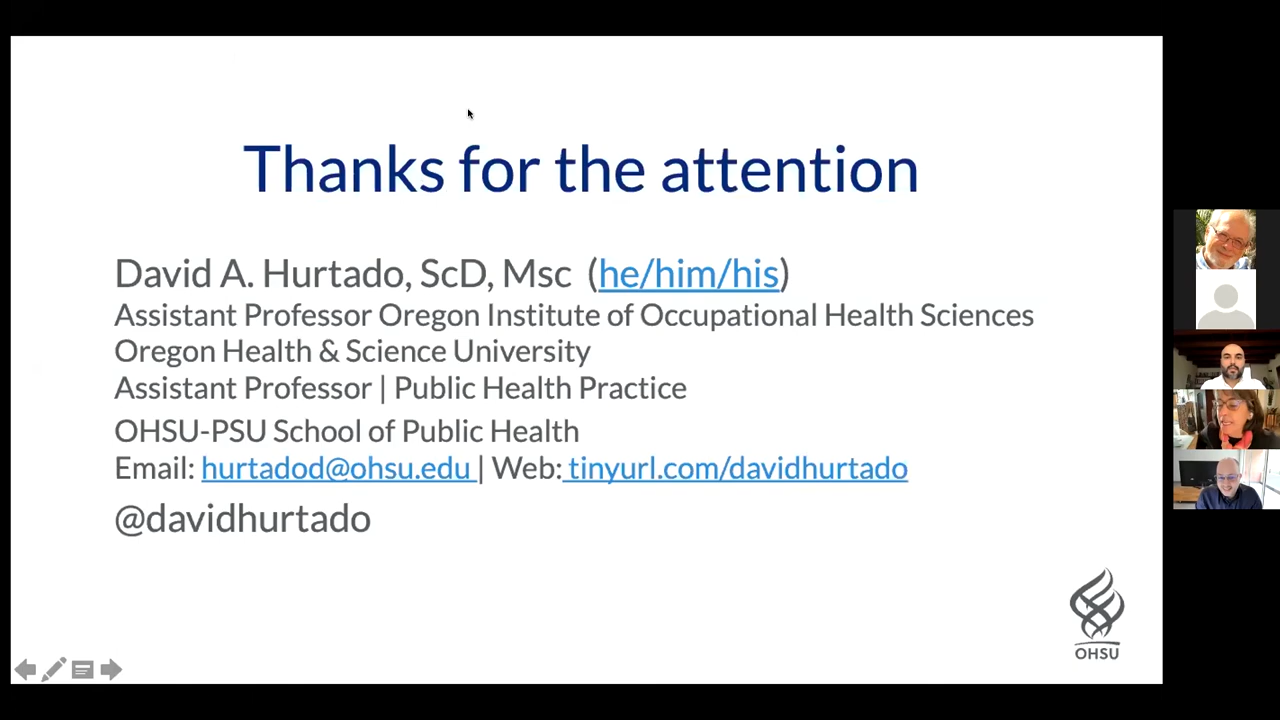 Thanks for the attention
David A. Hurtado, ScD, Msc (he/him/his)
Assistant Professor Oregon Institute of Occupational Health Sciences
Oregon Health & Science University
Assistant Professor | Public Health Practice
OHSU-PSU School of Public Health
Email: hurtadod@ohsu.edu | Web: tinyurl.com/davidhurtado
@davidhurtado
OHSU